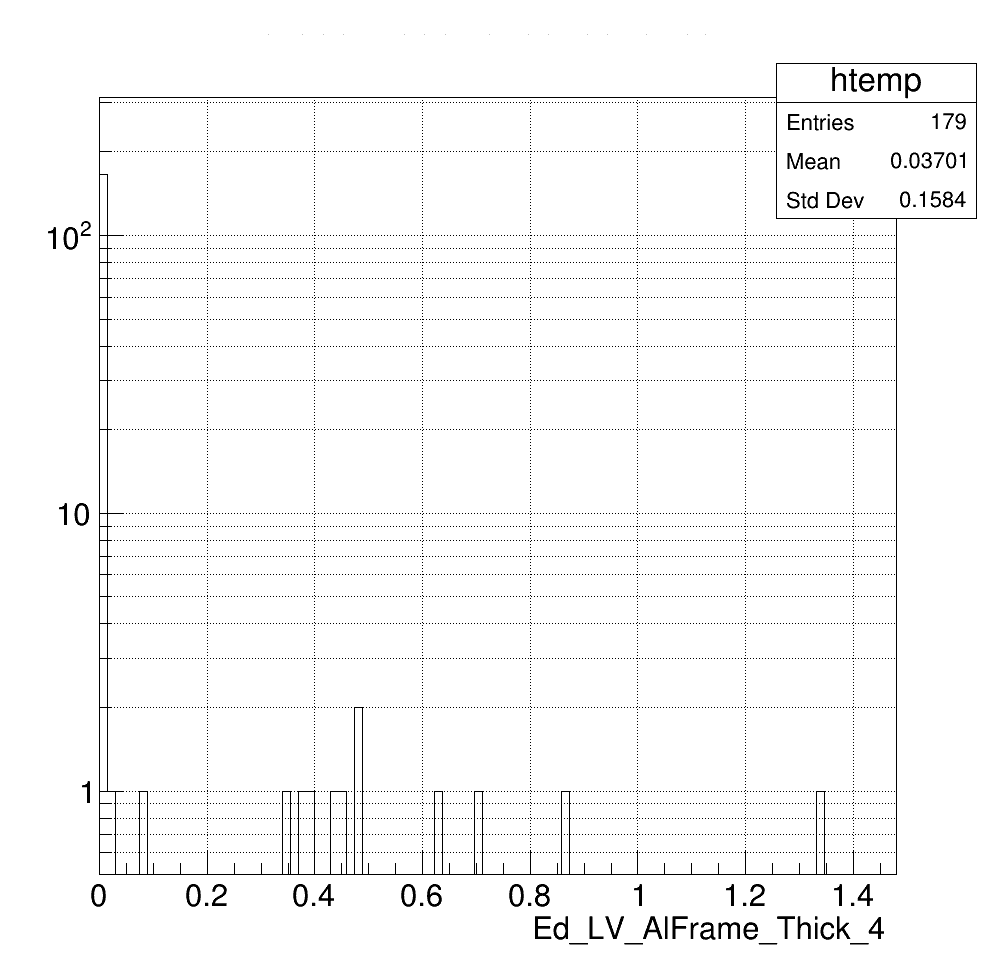 htemp
Entries 179
Mean 0.03701
Std Dev 0.1584
10²
10
1
0 0.2 0.4 0.6 0.8 1 1.2 1.4
Ed_LV_AlFrame_Thick_4